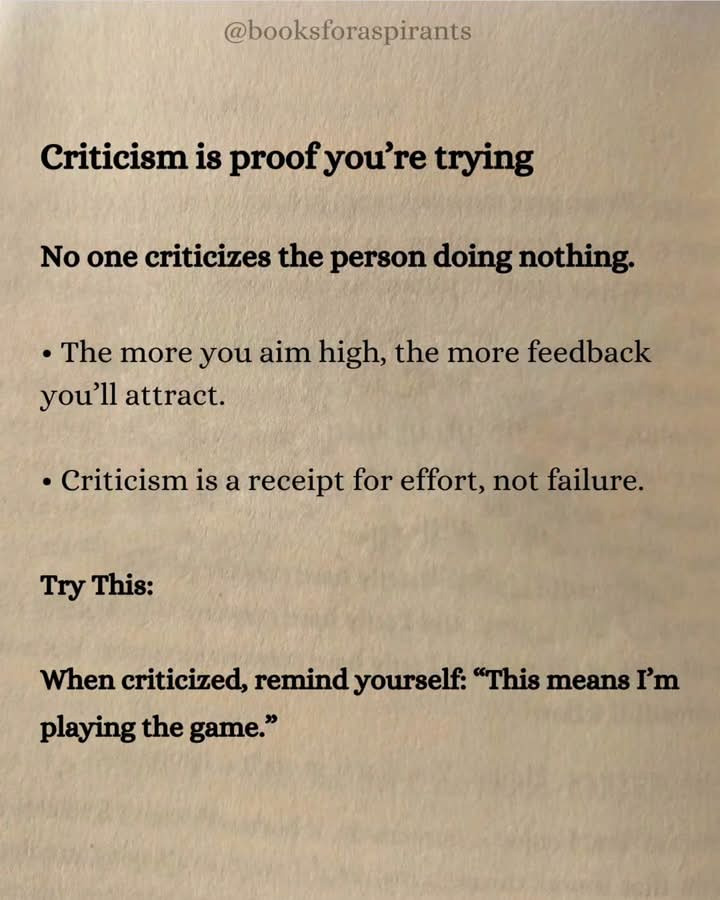 @booksforaspirants
Criticism is proof you’re trying
No one criticizes the person doing nothing.
• The more you aim high, the more feedback
you’ll attract.
• Criticism is a receipt for effort, not failure.
Try This:
When criticized, remind yourself: “This means I’m
playing the game.”